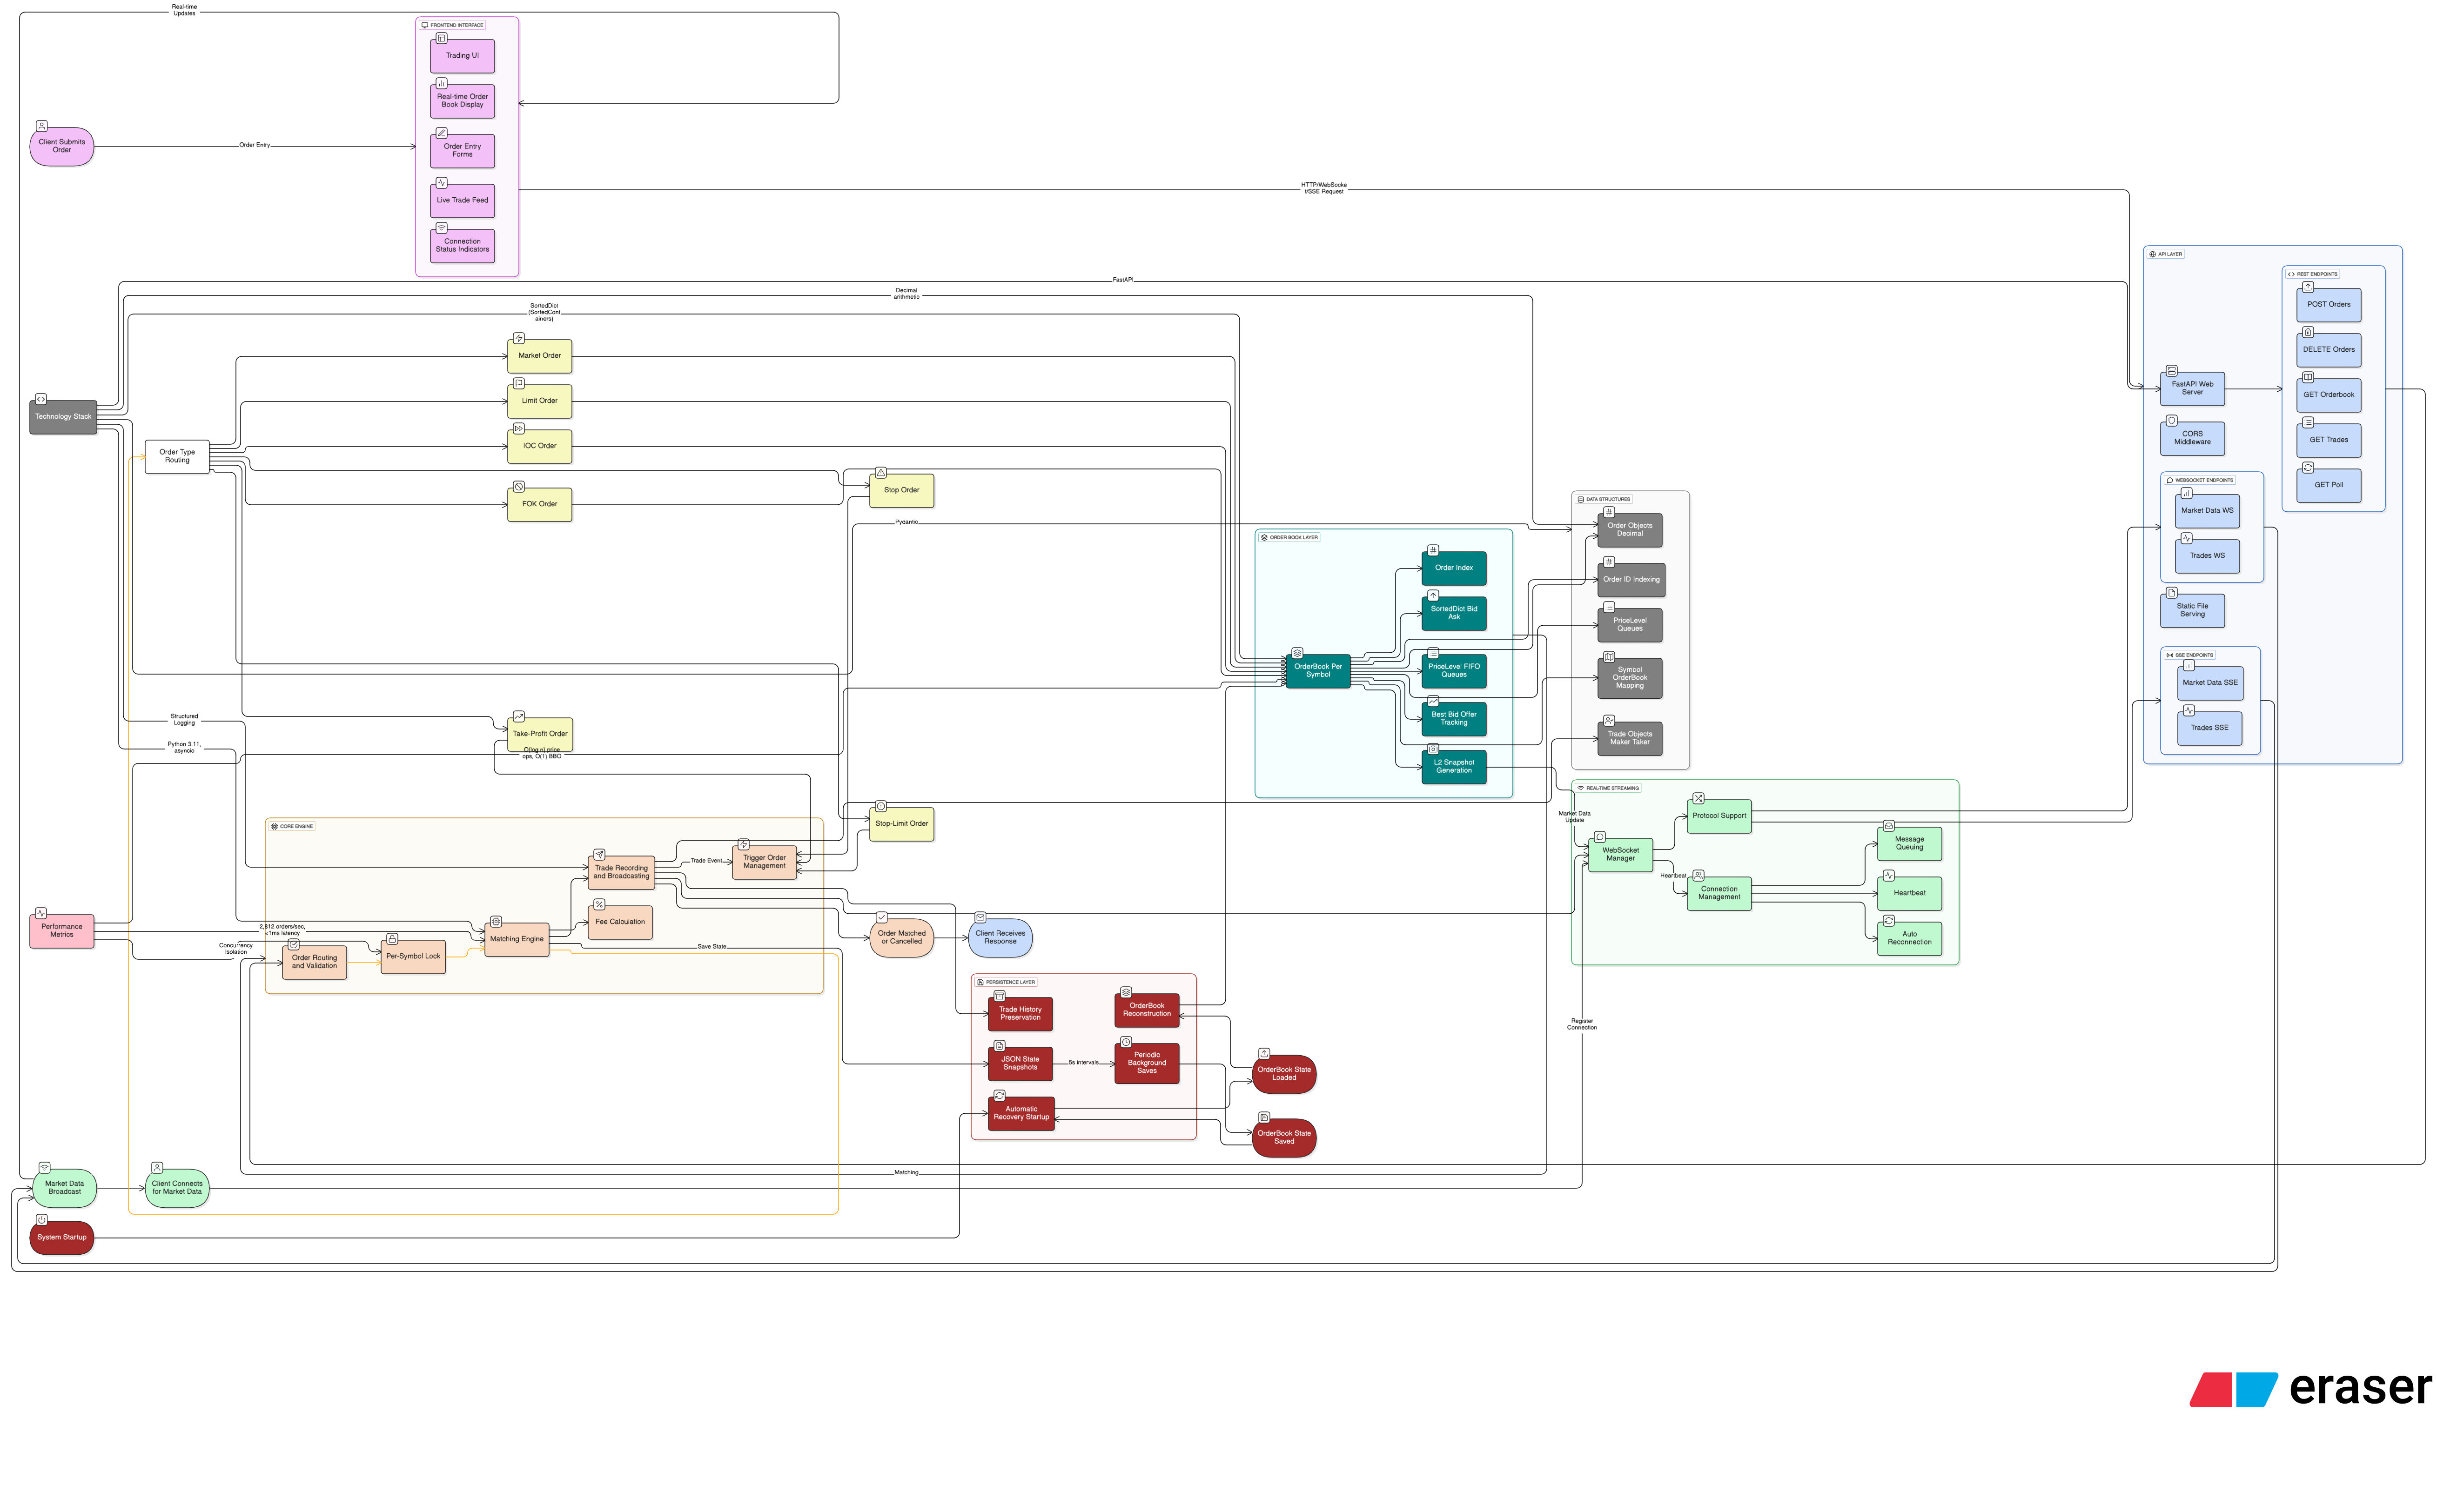 Real-time
Updates
FRONTEND INTERFACE
Trading UI
Real-time Order
Book Display
Client Submits
Order
Order Entry
Order Entry
Forms
Live Trade Feed
Connection
Status Indicators
HTTP/WebSocke
t/SSE Request
API LAYER
REST ENDPOINTS
POST Orders
DELETE Orders
FastAPI Web
Server
GET Orderbook
CORS
Middleware
GET Trades
GET Poll
WEBSOCKET ENDPOINTS
Market Data WS
Trades WS
Static File
Serving
SSE ENDPOINTS
Market Data SSE
Trades SSE
FastAPI
Decimal
arithmetic
SortedDict
(SortedCont
ainers)
Technology Stack
Order Type
Routing
Market Order
Limit Order
IOC Order
FOK Order
Stop Order
Pydantic
DATA STRUCTURES
Order Objects
Decimal
Order ID Indexing
PriceLevel
Queues
Symbol
OrderBook
Mapping
Trade Objects
Maker Taker
ORDER BOOK LAYER
Order Index
SortedDict Bid
Ask
OrderBook Per
Symbol
PriceLevel FIFO
Queues
Best Bid Offer
Tracking
L2 Snapshot
Generation
Structured
Logging
Python 3.11,
asyncio
Take-Profit Order
O(log n) price
ops, O(1) BBO
Stop-Limit Order
REAL-TIME STREAMING
Market Data
Update
Protocol Support
WebSocket
Manager
Message
Queuing
Heartbeat
Connection
Management
Heartbeat
Auto
Reconnection
CORE ENGINE
Trade Recording
and Broadcasting
Trade Event
Trigger Order
Management
Fee Calculation
Matching Engine
Performance
Metrics
2,812 orders/sec,
<1ms latency
Concurrency
Isolation
Order Routing
and Validation
Per-Symbol Lock
Save State
Order Matched
or Cancelled
Client Receives
Response
PERSISTENCE LAYER
Trade History
Preservation
OrderBook
Reconstruction
JSON State
Snapshots
5s intervals
Periodic
Background
Saves
Automatic
Recovery Startup
OrderBook State
Loaded
OrderBook State
Saved
Register
Connection
Matching
Market Data
Broadcast
Client Connects
for Market Data
System Startup
eraser